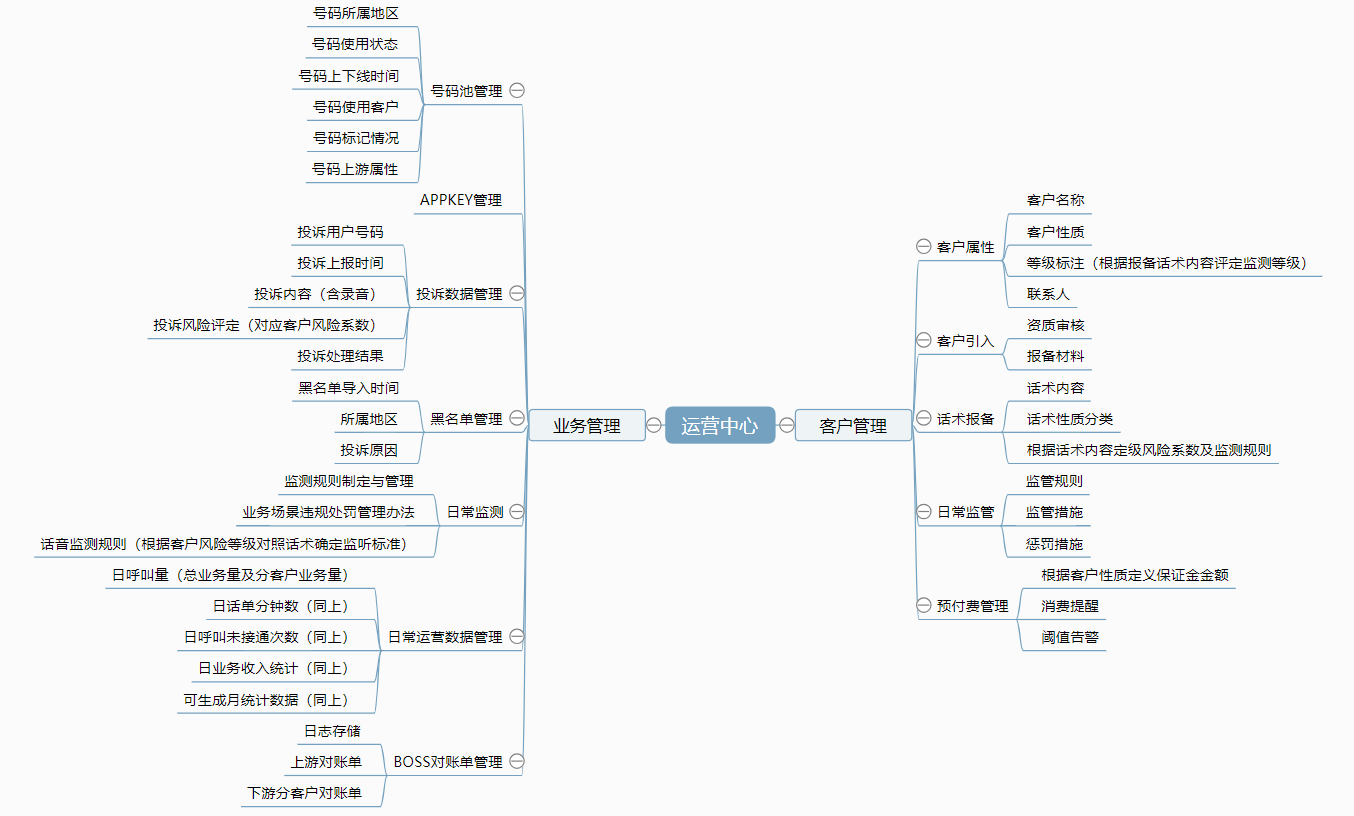 运营中心
业务管理
号码池管理
号码所属地区
号码使用状态
号码上下线时间
号码使用客户
号码标记情况
号码上游属性
APPKEY管理
投诉数据管理
投诉用户号码
投诉上报时间
投诉内容（含录音）
投诉风险评定（对应客户风险系数）
投诉处理结果
黑名单管理
黑名单导入时间
所属地区
投诉原因
日常监测
监测规则制定与管理
业务场景违规处罚管理办法
话音监测规则（根据客户风险等级对照话术确定监听标准）
日常运营数据管理
日呼叫量（总业务量及分客户业务量）
日话单分钟数（同上）
日呼叫未接通次数（同上）
日业务收入统计（同上）
可生成月统计数据（同上）
BOSS对账单管理
日志存储
上游对账单
下游分客户对账单
客户管理
客户属性
客户名称
客户性质
等级标注（根据报备话术内容评定监测等级）
联系人
客户引入
资质审核
报备材料
话术报备
话术内容
话术性质分类
根据话术内容定级风险系数及监测规则
日常监管
监管规则
监管措施
惩罚措施
预付费管理
根据客户性质定义保证金金额
消费提醒
阈值告警